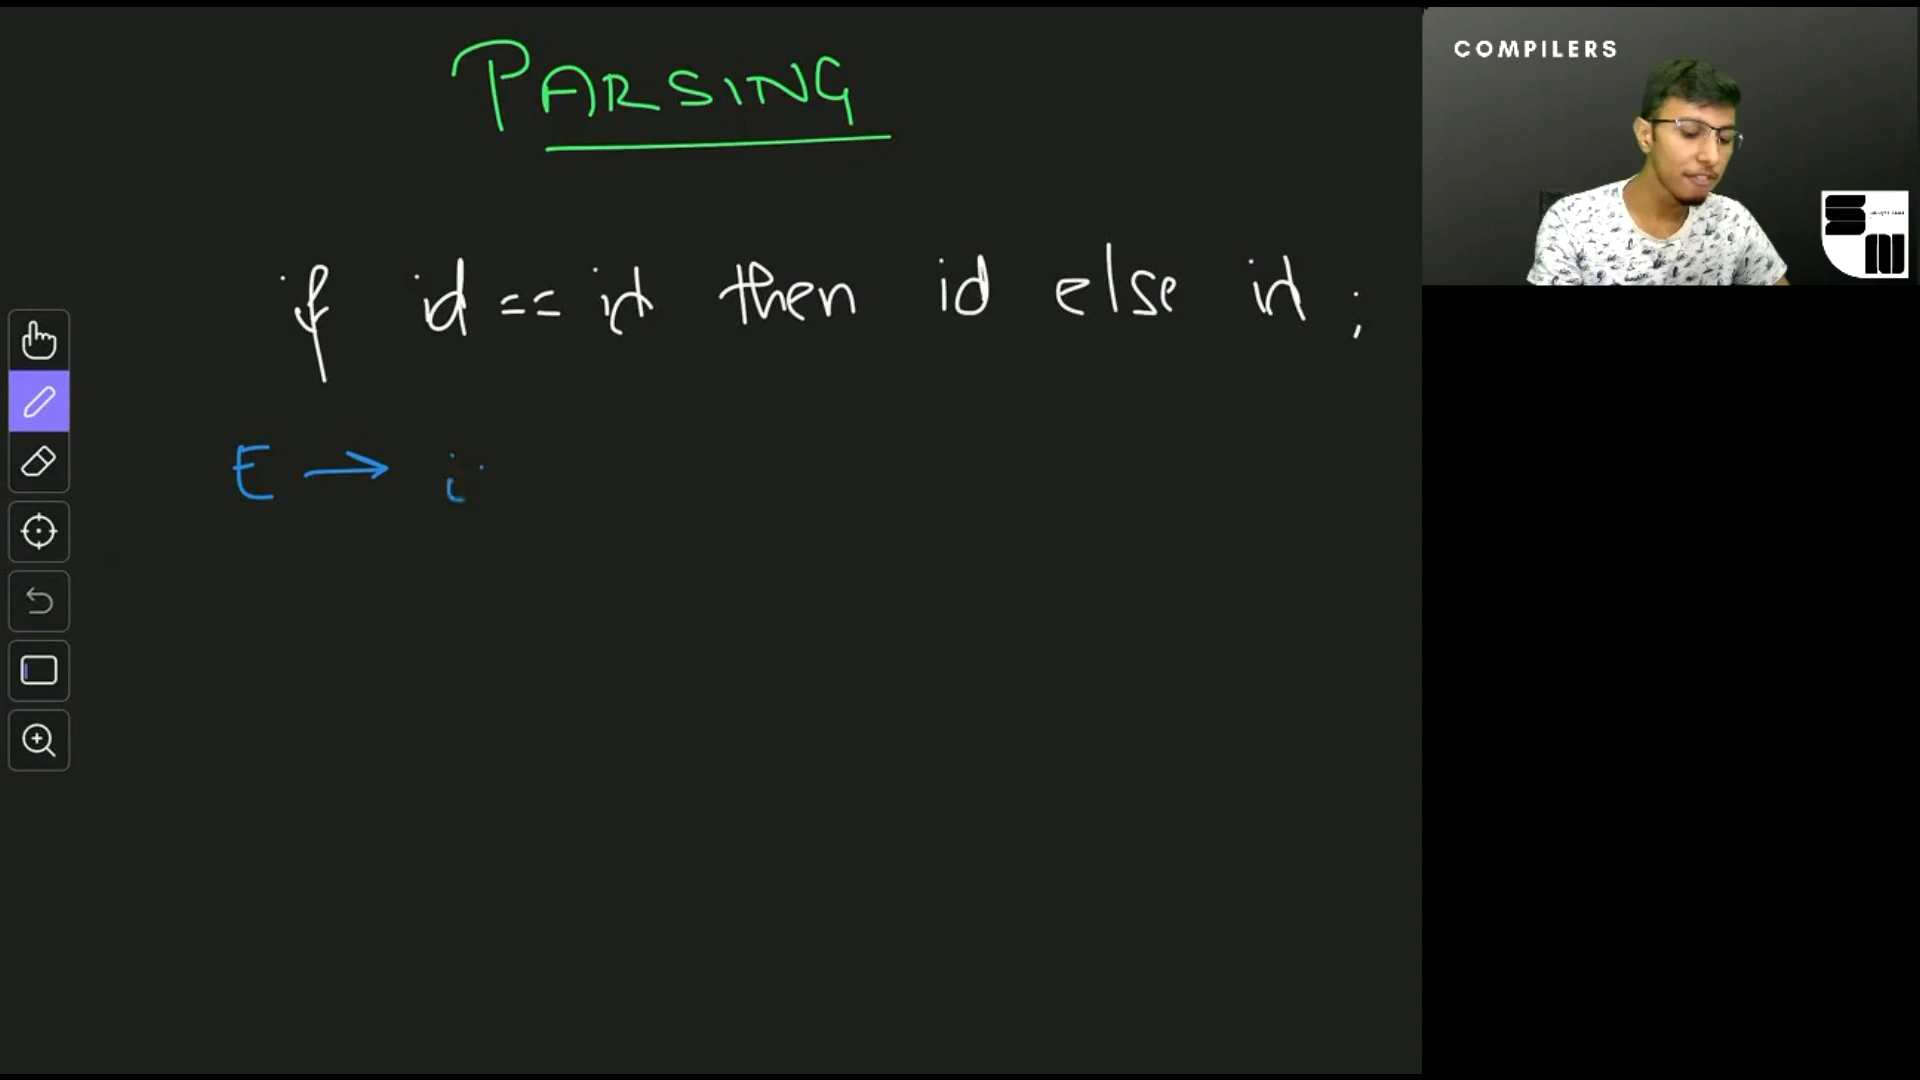 PARSING
COMPILERS
if id == id then id else id ;
E → i